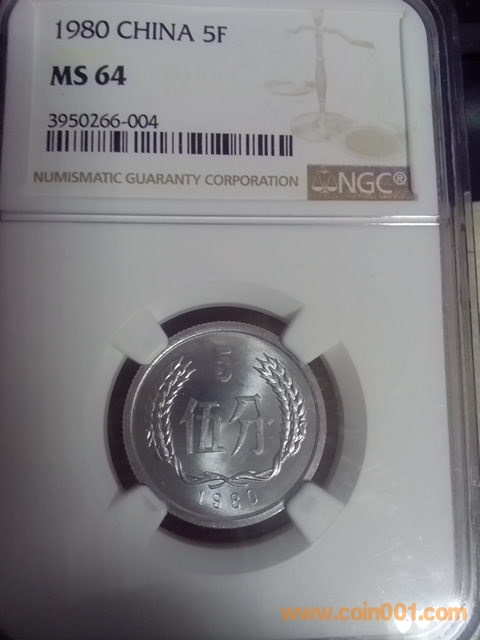 1980 CHINA 5F
MS 64
3950266-004
NUMISMATIC GUARANTY CORPORATION
NGC®
5
伍分
1980
www.coin001.com